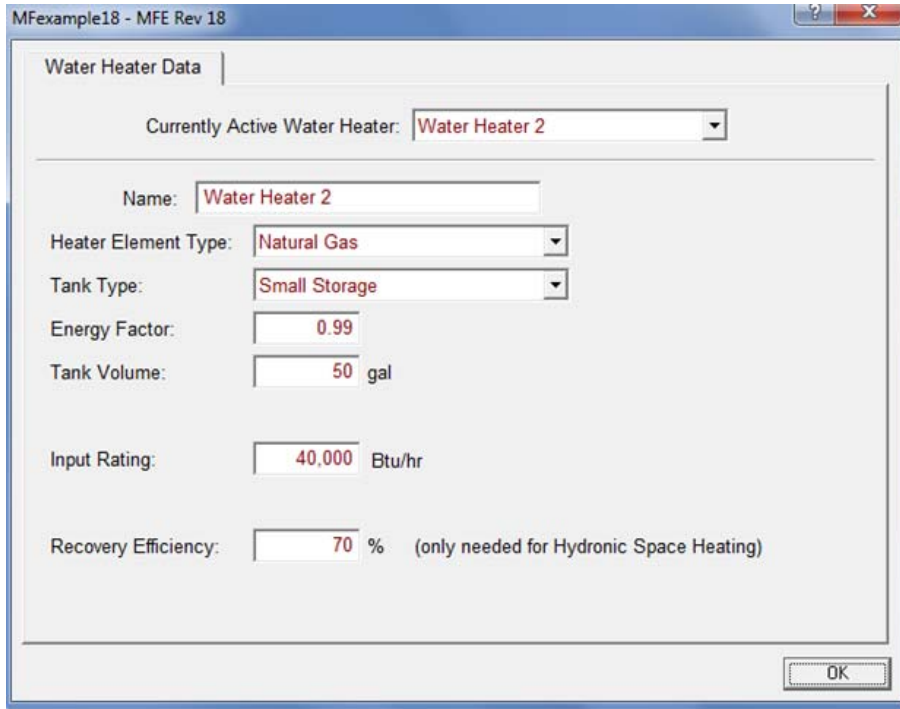 MFexample18 - MFE Rev 18
?
X
Water Heater Data
Currently Active Water Heater: Water Heater 2
Name: Water Heater 2
Heater Element Type: Natural Gas
Tank Type: Small Storage
Energy Factor: 0.99
Tank Volume: 50 gal
Input Rating: 40,000 Btu/hr
Recovery Efficiency: 70 % (only needed for Hydronic Space Heating)
OK